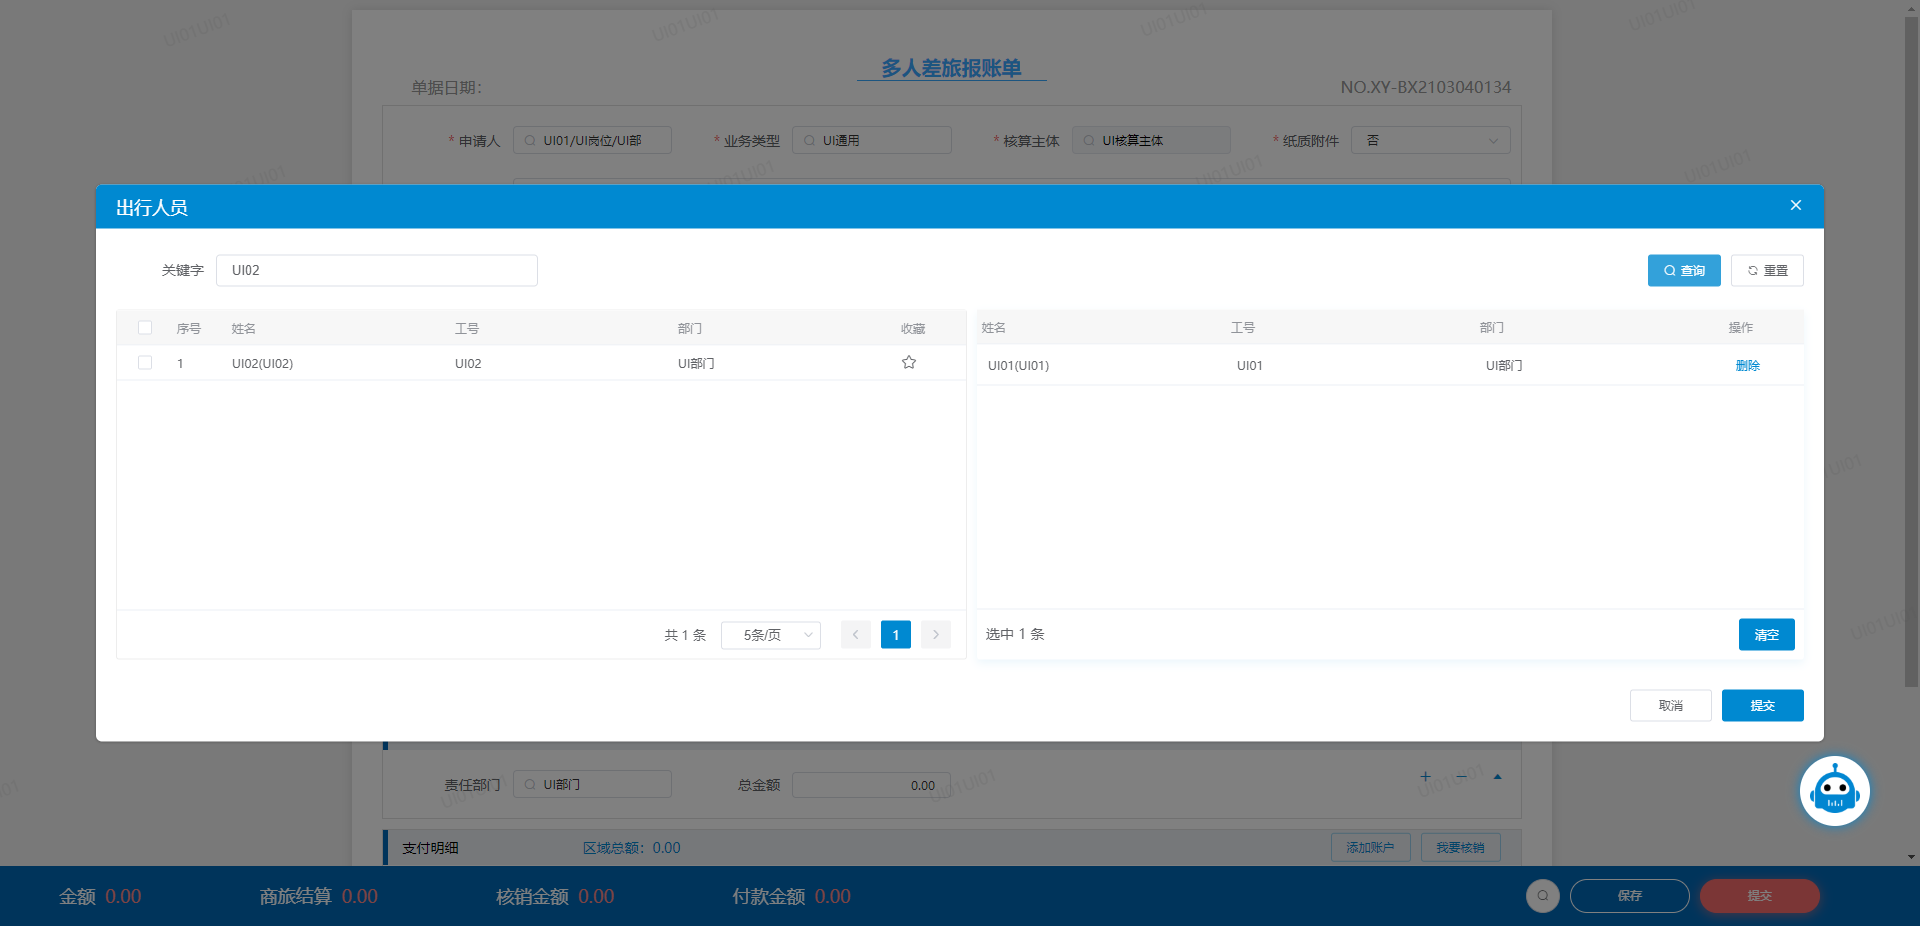 多人差旅报账单
单据日期:
NO.XY-BX2103040134
* 申请人 UI01/UI岗位/UI部 * 业务类型 UI通用 * 核算主体 UI核算主体 * 纸质附件 否
出行人员
关键字 UI02 查询 重置
序号 姓名 工号 部门 收藏
1 UI02(UI02) UI02 UI部门
共 1 条 5条/页 1
姓名 工号 部门 操作
UI01(UI01) UI01 UI部门 删除
选中 1 条 清空
取消 提交
责任部门 UI部门 总金额 0.00
支付明细 区域总额: 0.00 添加账户 我要核销
金额 0.00 商旅结算 0.00 核销金额 0.00 付款金额 0.00 保存 提交
UI01UI01
UI01UI01
UI01UI01
UI01UI01